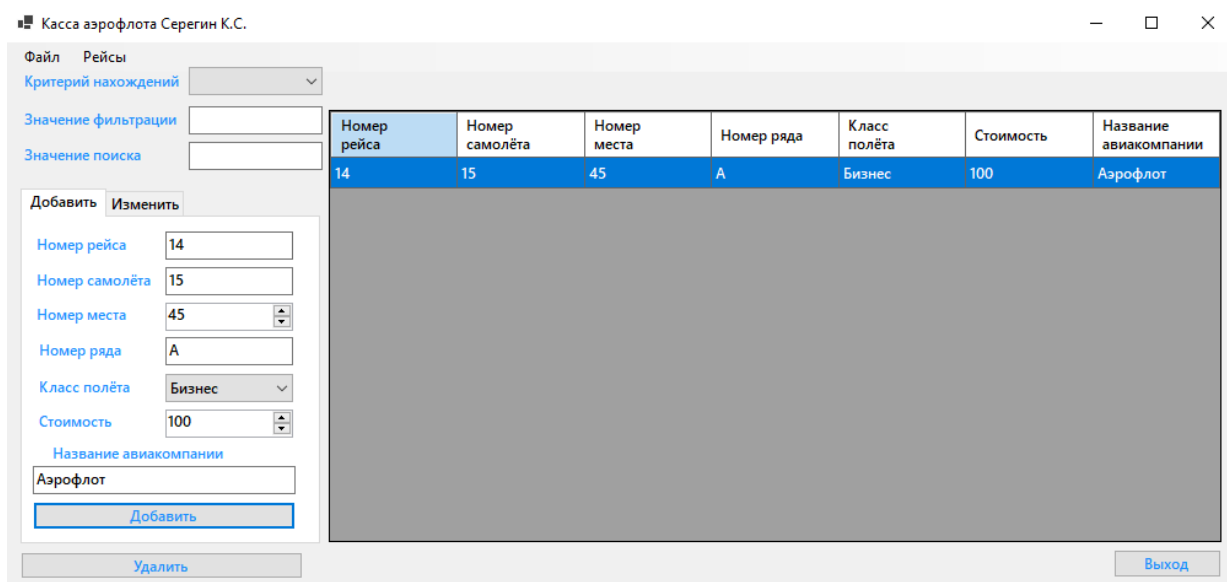 Касса аэрофлота Серегин К.С.
Файл Рейсы
Критерий нахождений
Значение фильтрации
Значение поиска
Номер рейса
Номер самолёта
Номер места
Номер ряда
Класс полёта
Стоимость
Название авиакомпании
14 15 45 А Бизнес 100 Аэрофлот
Добавить Изменить
Номер рейса 14
Номер самолёта 15
Номер места 45
Номер ряда А
Класс полёта Бизнес
Стоимость 100
Название авиакомпании
Аэрофлот
Добавить
Удалить
Выход